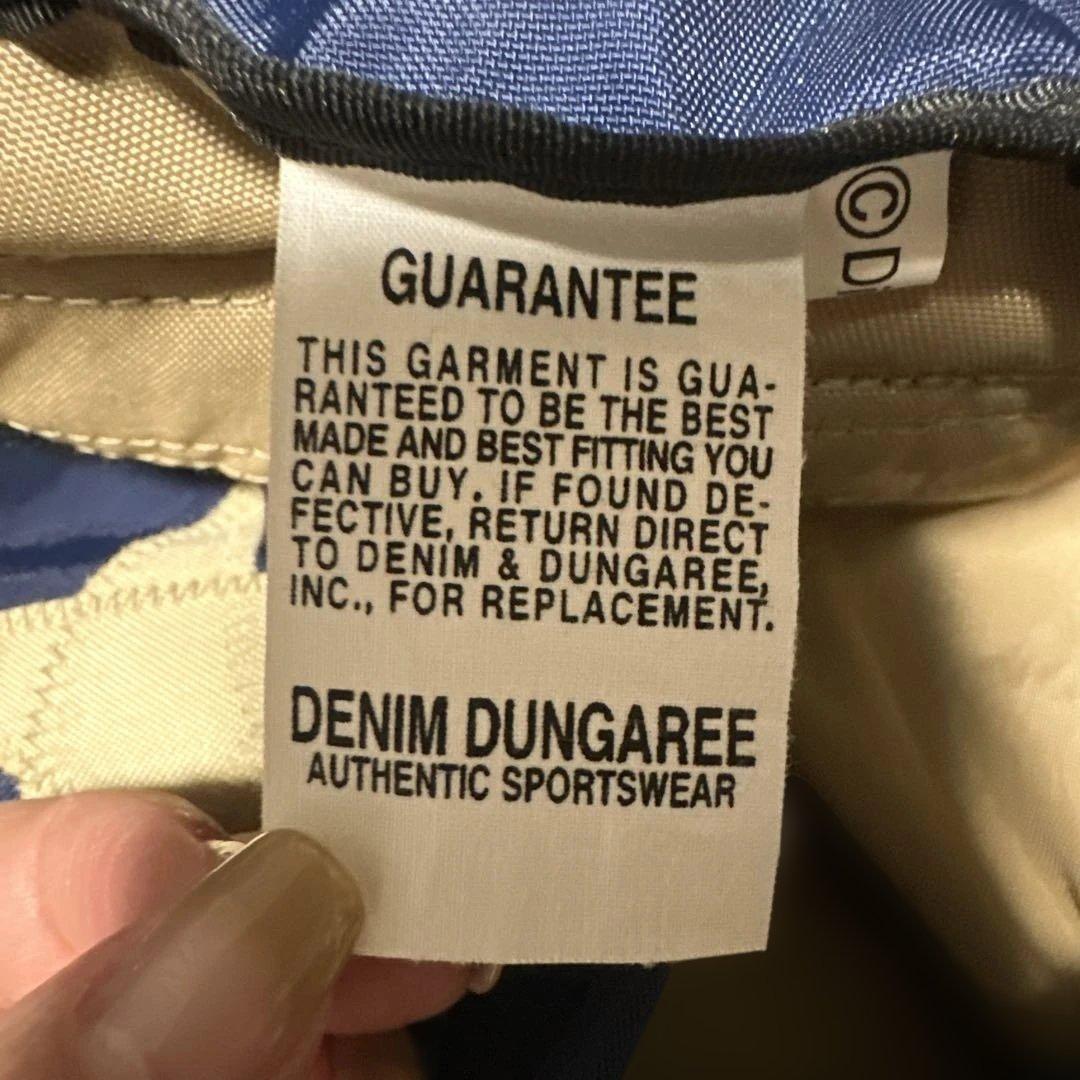 GUARANTEE
THIS GARMENT IS GUA-
RANTEED TO BE THE BEST
MADE AND BEST FITTING YOU
CAN BUY. IF FOUND DE-
FECTIVE, RETURN DIRECT
TO DENIM & DUNGAREE,
INC., FOR REPLACEMENT.
DENIM DUNGAREE
AUTHENTIC SPORTSWEAR
ⒸD